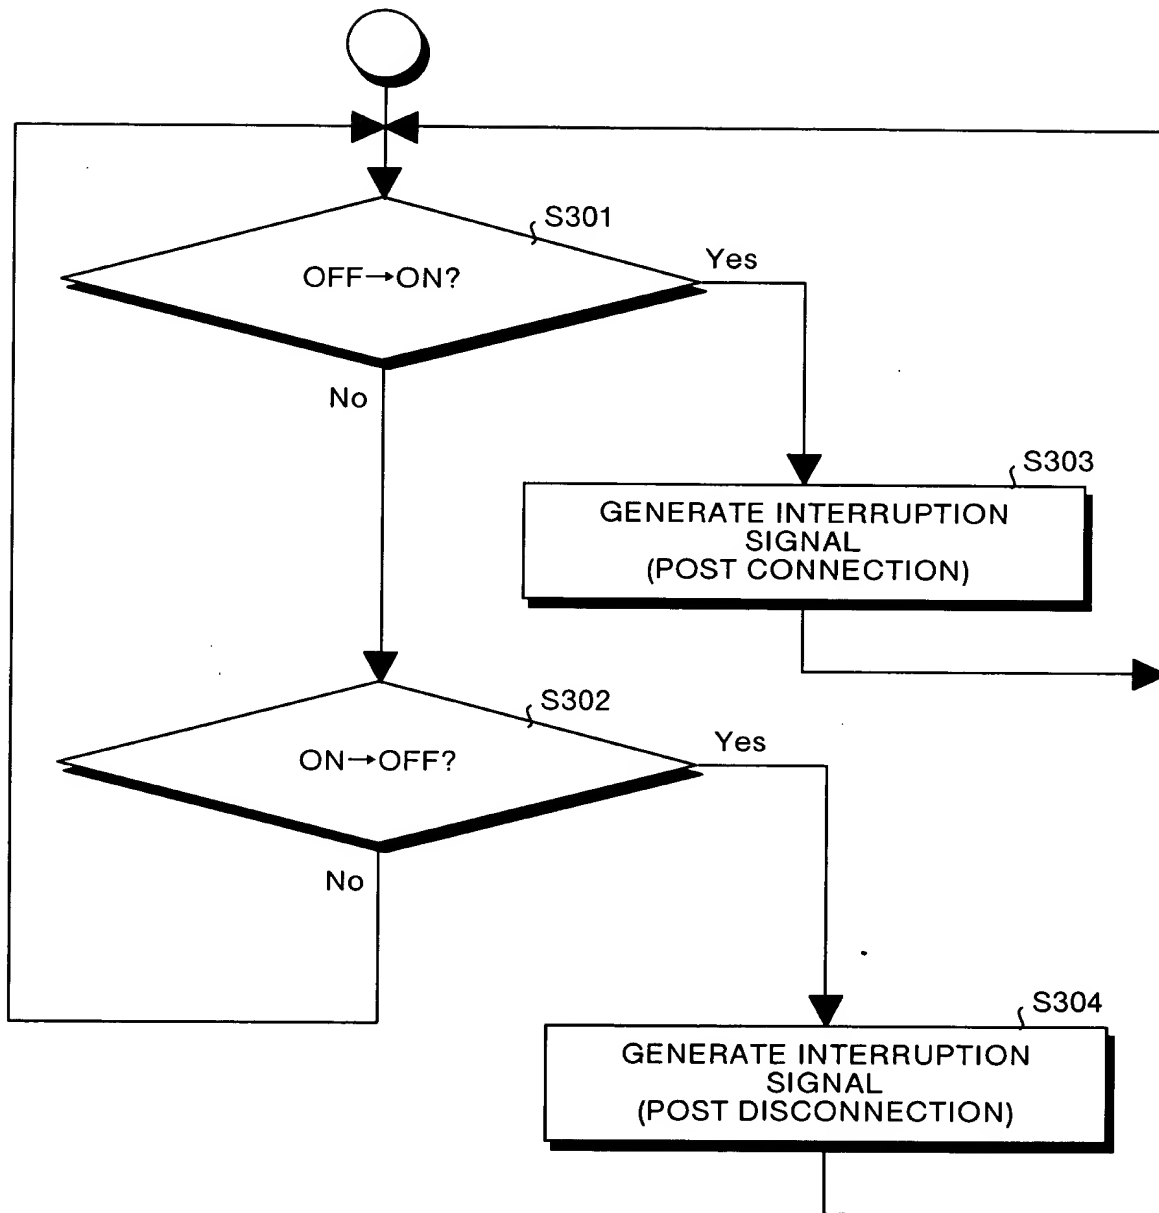 S301
OFF→ON?
Yes
No
S303
GENERATE INTERRUPTION
SIGNAL
(POST CONNECTION)
S302
ON→OFF?
Yes
No
S304
GENERATE INTERRUPTION
SIGNAL
(POST DISCONNECTION)